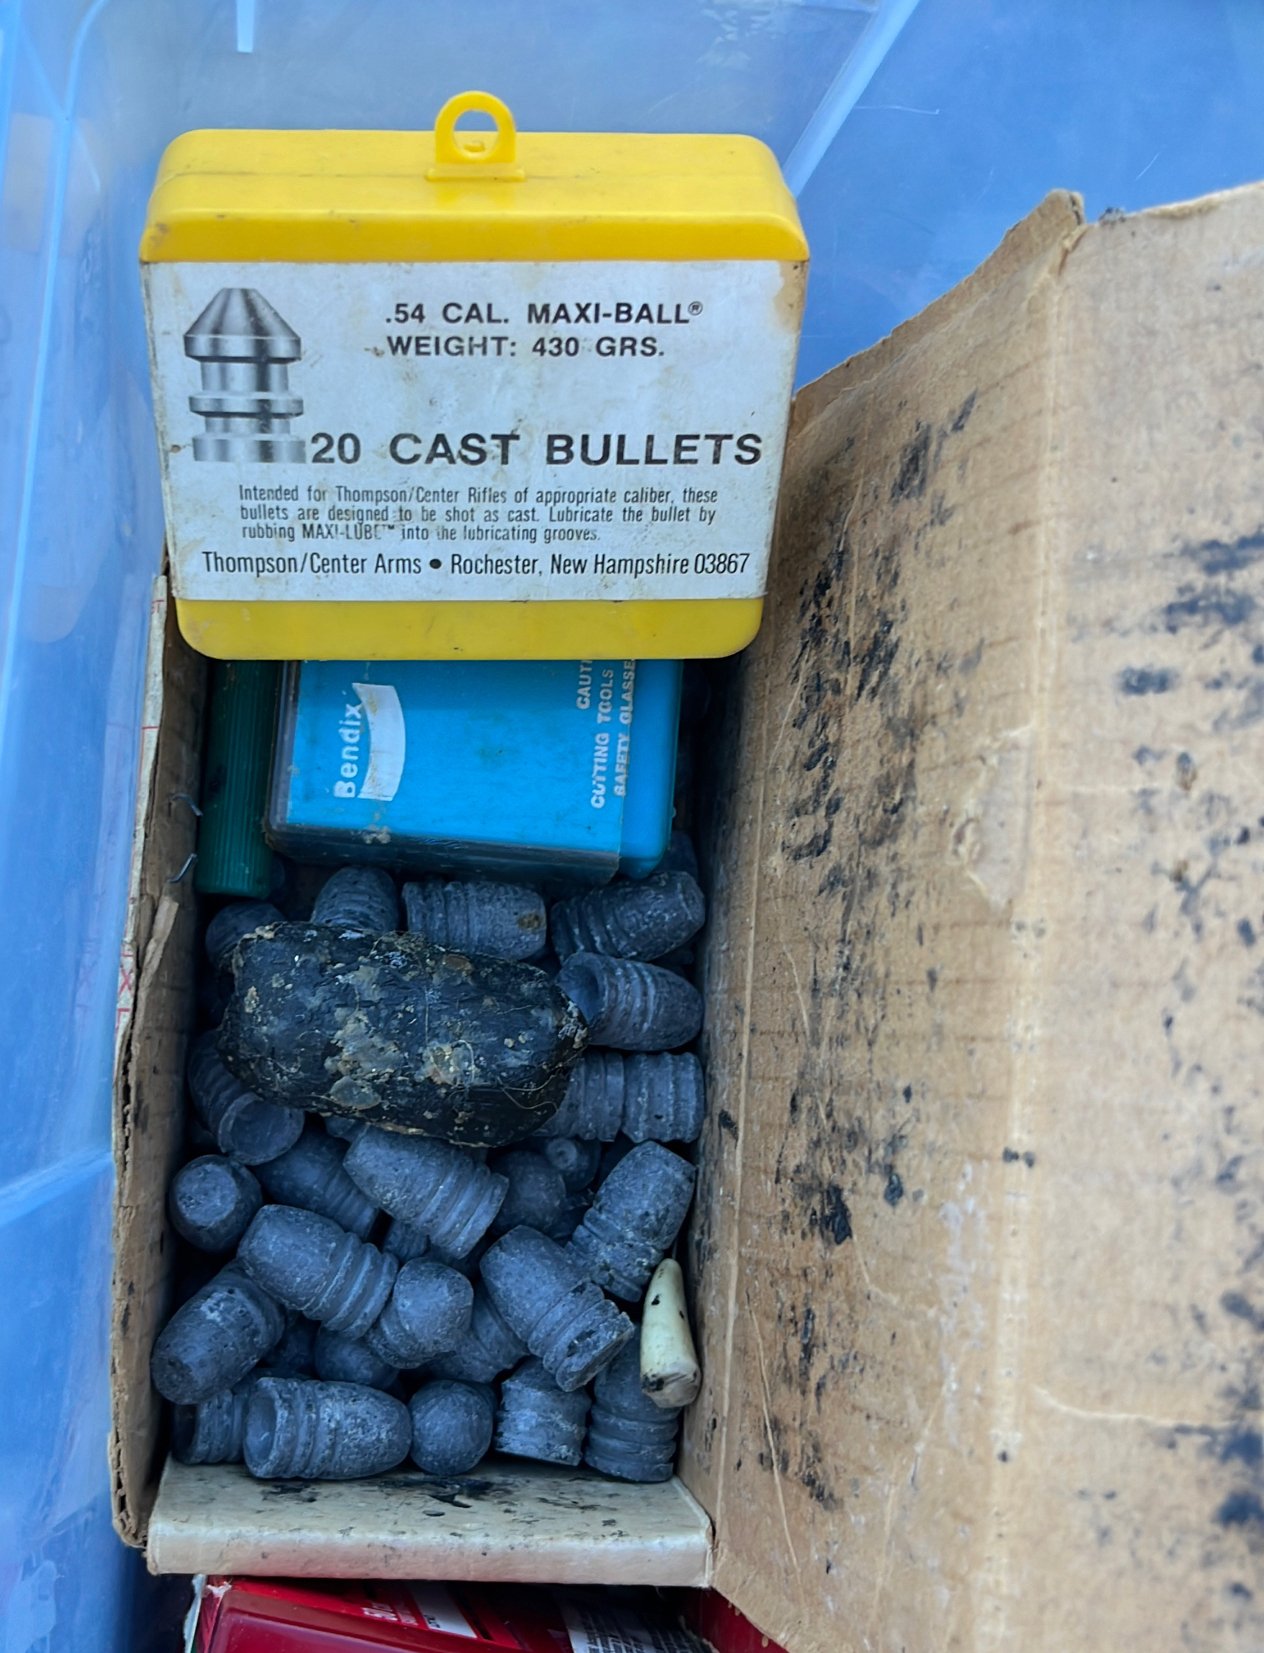 .54 CAL. MAXI-BALL®
WEIGHT: 430 GRS.
20 CAST BULLETS
Intended for Thompson/Center Rifles of appropriate caliber, these
bullets are designed to be shot as cast. Lubricate the bullet by
rubbing MAXI-LUBE™ into the lubricating grooves.
Thompson/Center Arms • Rochester, New Hampshire 03867
Bendix
CUTTING TOOLS